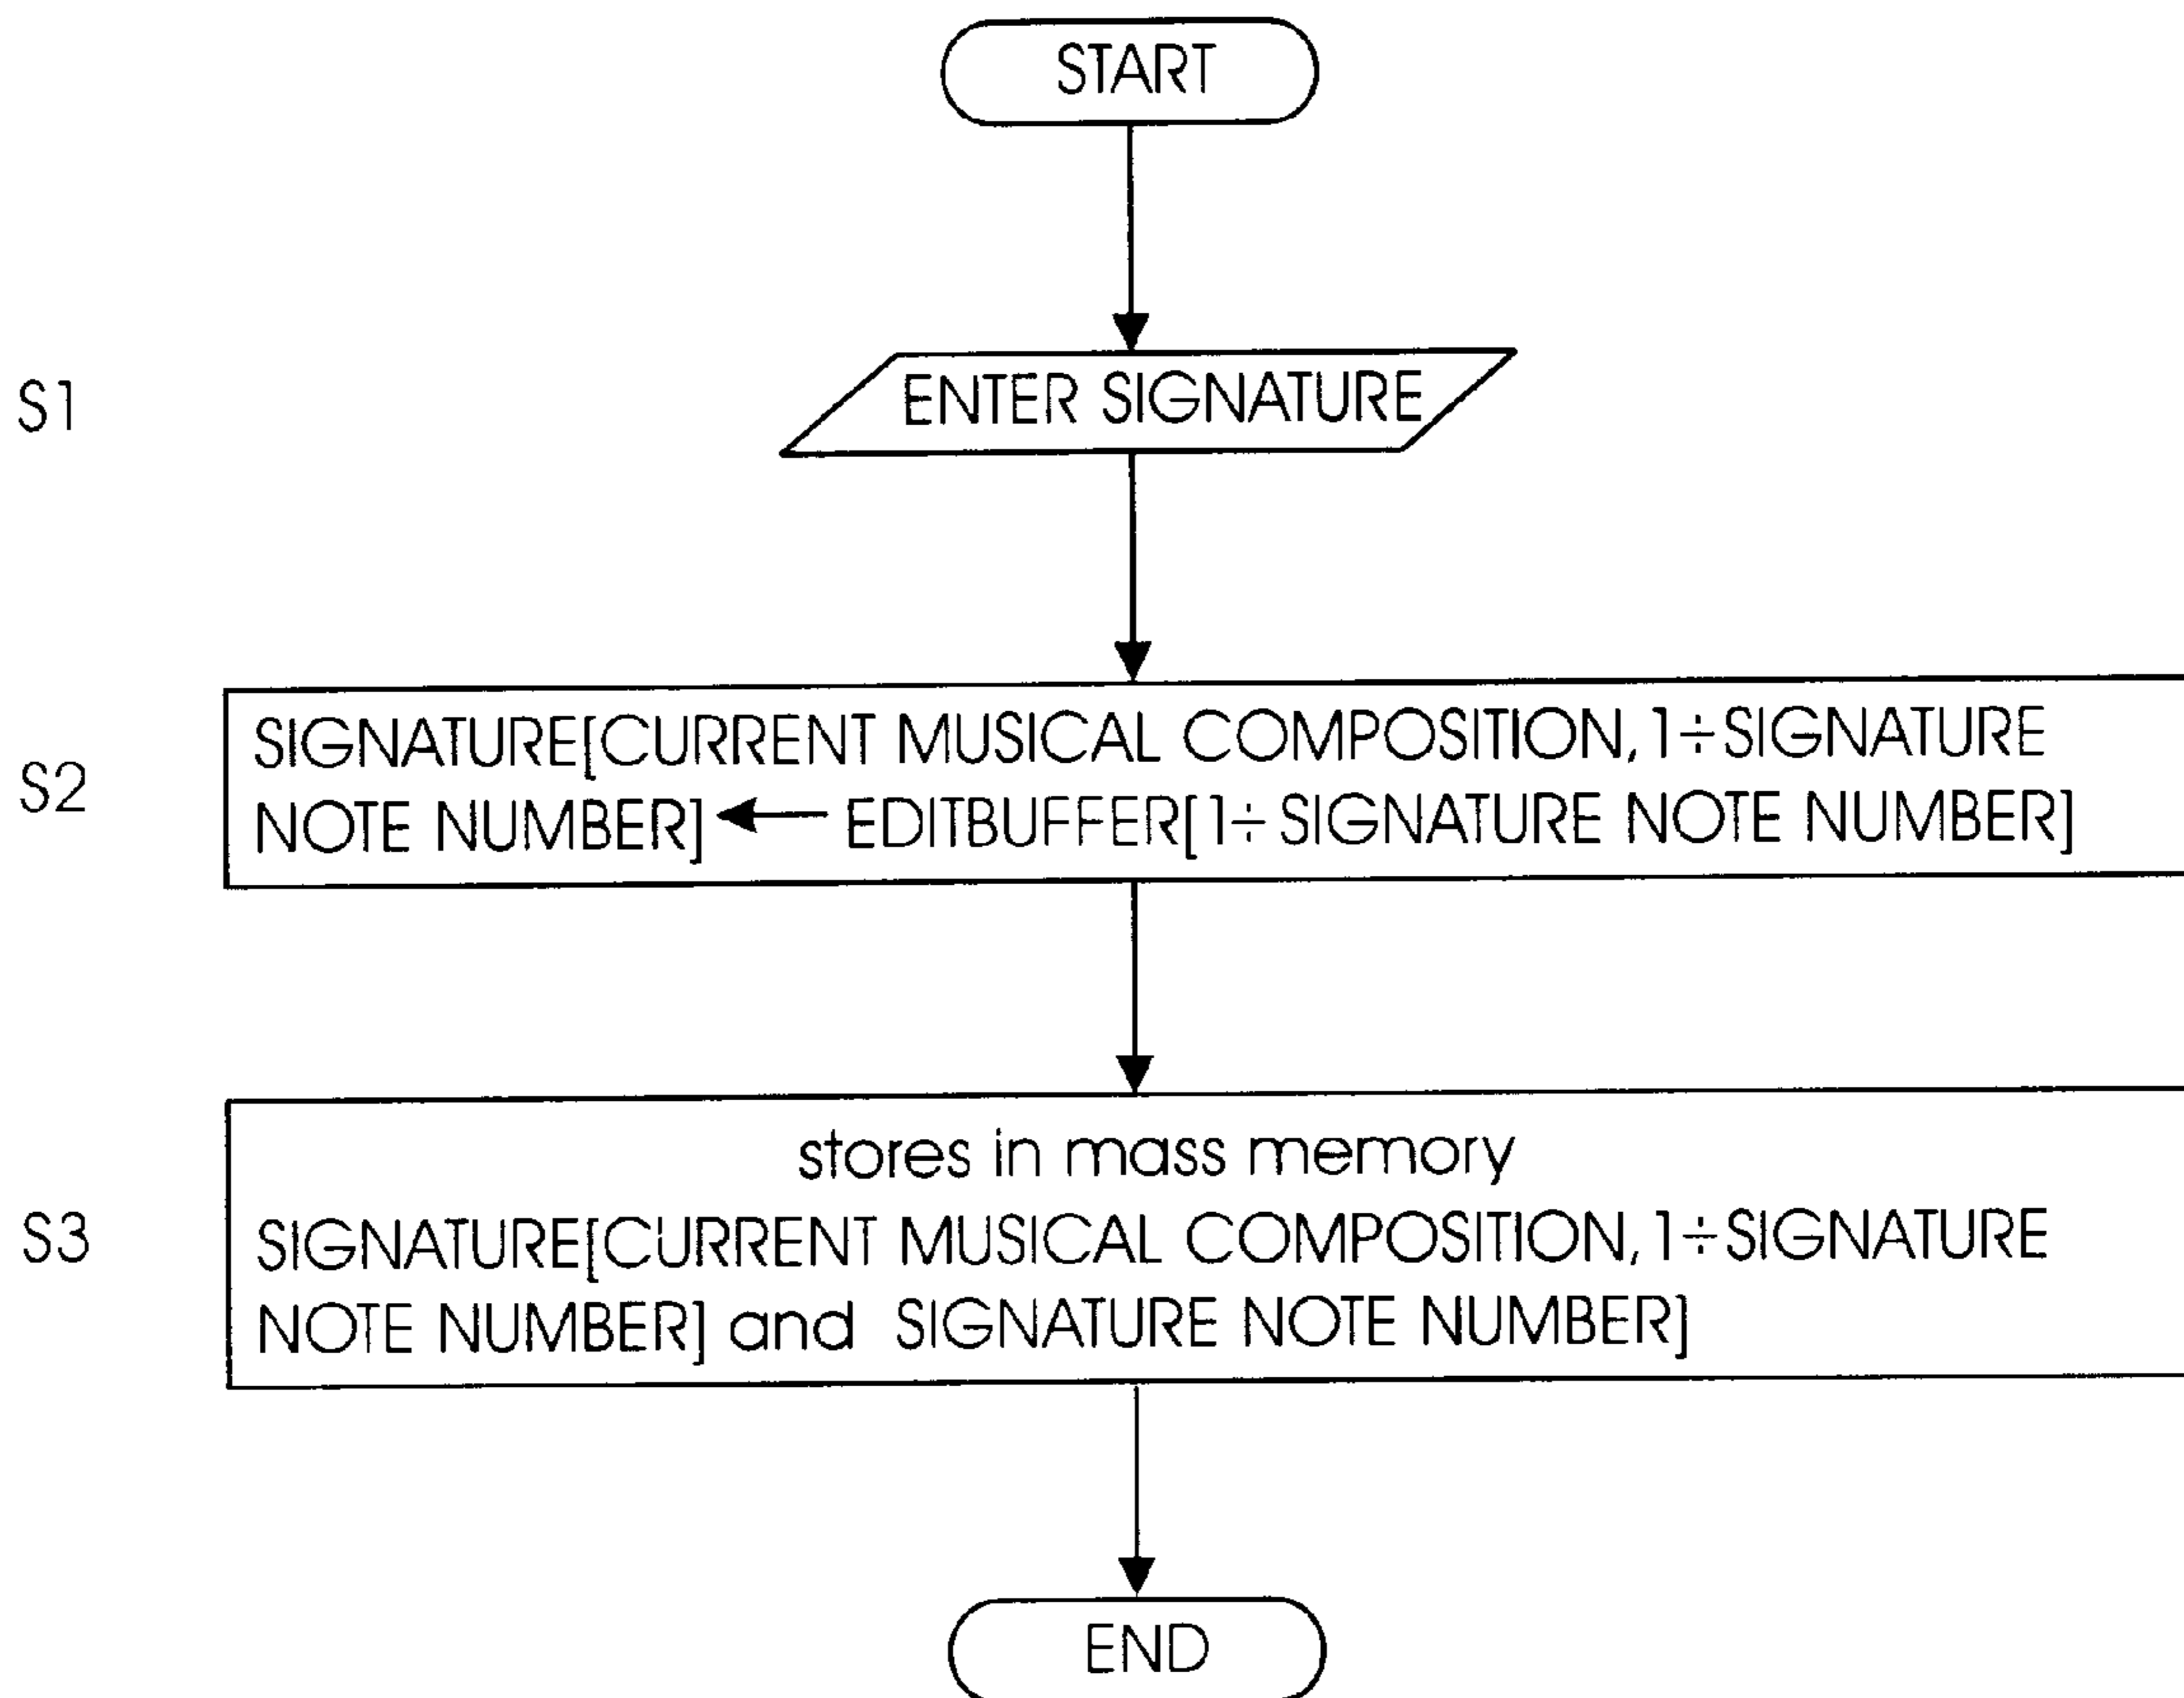 START
S1
ENTER SIGNATURE
S2
SIGNATURE[CURRENT MUSICAL COMPOSITION, 1÷SIGNATURE
NOTE NUMBER] ← EDITBUFFER[1÷SIGNATURE NOTE NUMBER]
S3
stores in mass memory
SIGNATURE[CURRENT MUSICAL COMPOSITION, 1÷SIGNATURE
NOTE NUMBER] and SIGNATURE NOTE NUMBER]
END